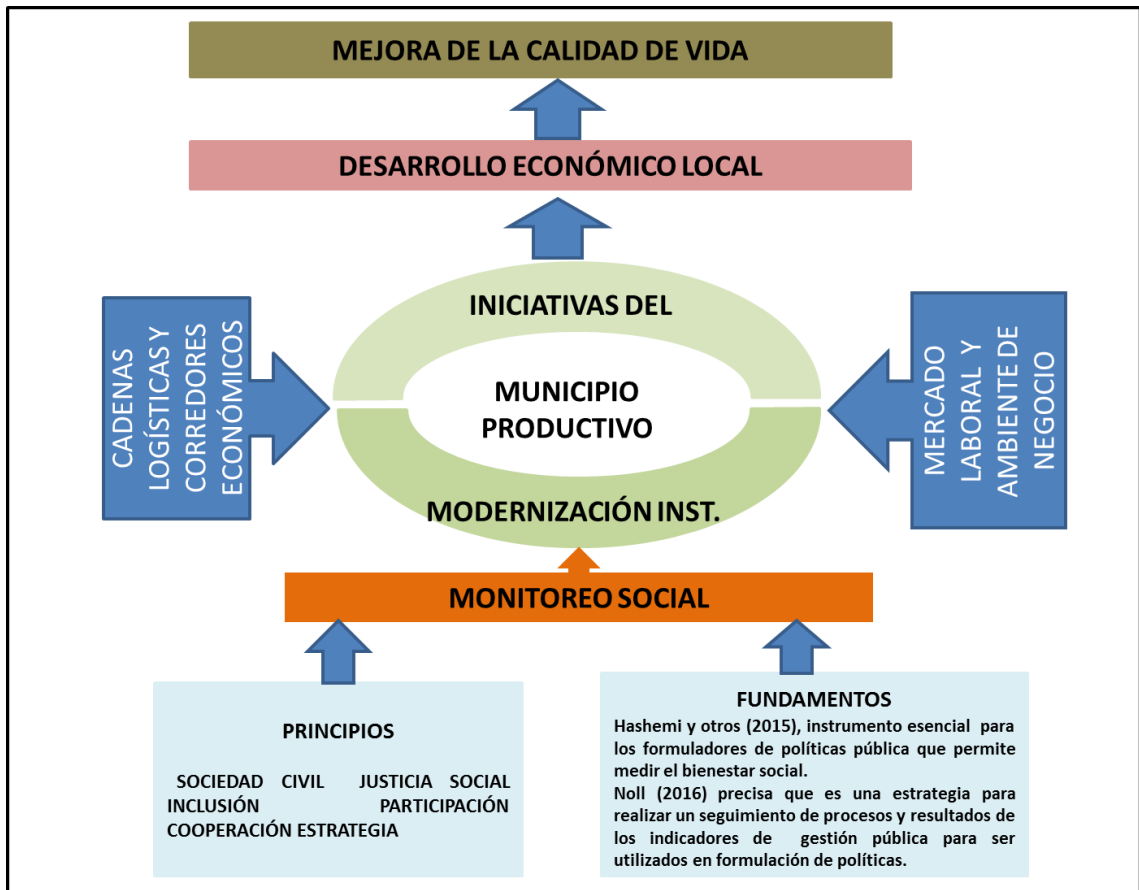 MEJORA DE LA CALIDAD DE VIDA
DESARROLLO ECONÓMICO LOCAL
INICIATIVAS DEL
CADENAS
LOGÍSTICAS Y
CORREDORES
ECONÓMICOS
MUNICIPIO
PRODUCTIVO
MERCADO
LABORAL Y
AMBIENTE DE
NEGOCIO
MODERNIZACIÓN INST.
MONITOREO SOCIAL
PRINCIPIOS
SOCIEDAD CIVIL JUSTICIA SOCIAL
INCLUSIÓN PARTICIPACIÓN
COOPERACIÓN ESTRATEGIA
FUNDAMENTOS
Hashemi y otros (2015), instrumento esencial para
los formuladores de políticas pública que permite
medir el bienestar social.
Noll (2016) precisa que es una estrategia para
realizar un seguimiento de procesos y resultados de
los indicadores de gestión pública para ser
utilizados en formulación de políticas.